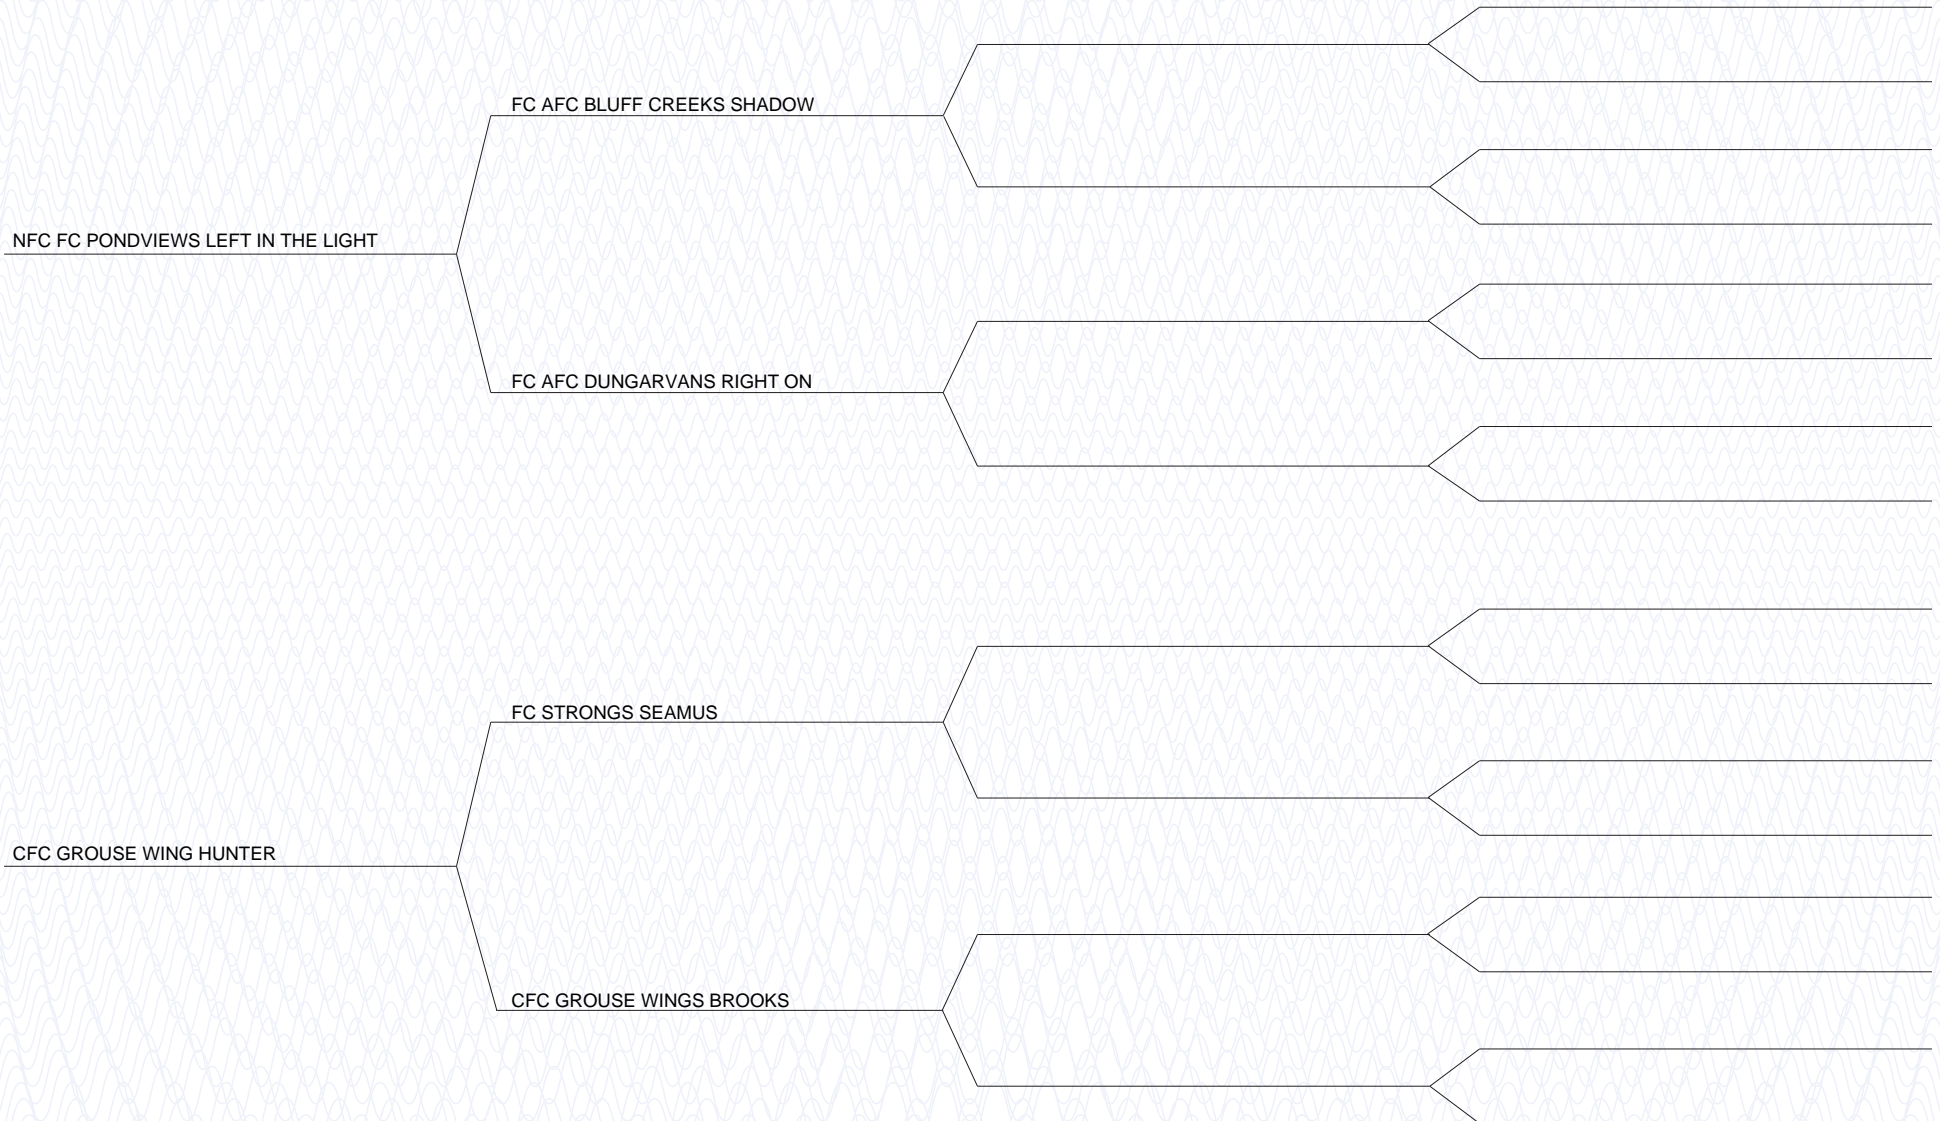 FC AFC BLUFF CREEKS SHADOW
NFC FC PONDVIEWS LEFT IN THE LIGHT
FC AFC DUNGARVANS RIGHT ON
FC STRONGS SEAMUS
CFC GROUSE WING HUNTER
CFC GROUSE WINGS BROOKS